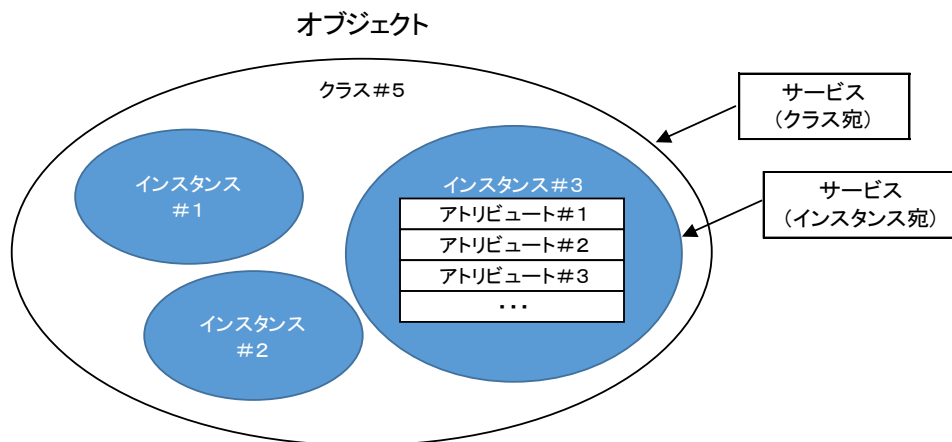 オブジェクト
クラス#5
サービス
(クラス宛)
インスタンス
#1
インスタンス#3
アトリビュート#1
アトリビュート#2
アトリビュート#3
・・・
サービス
(インスタンス宛)
インスタンス
#2